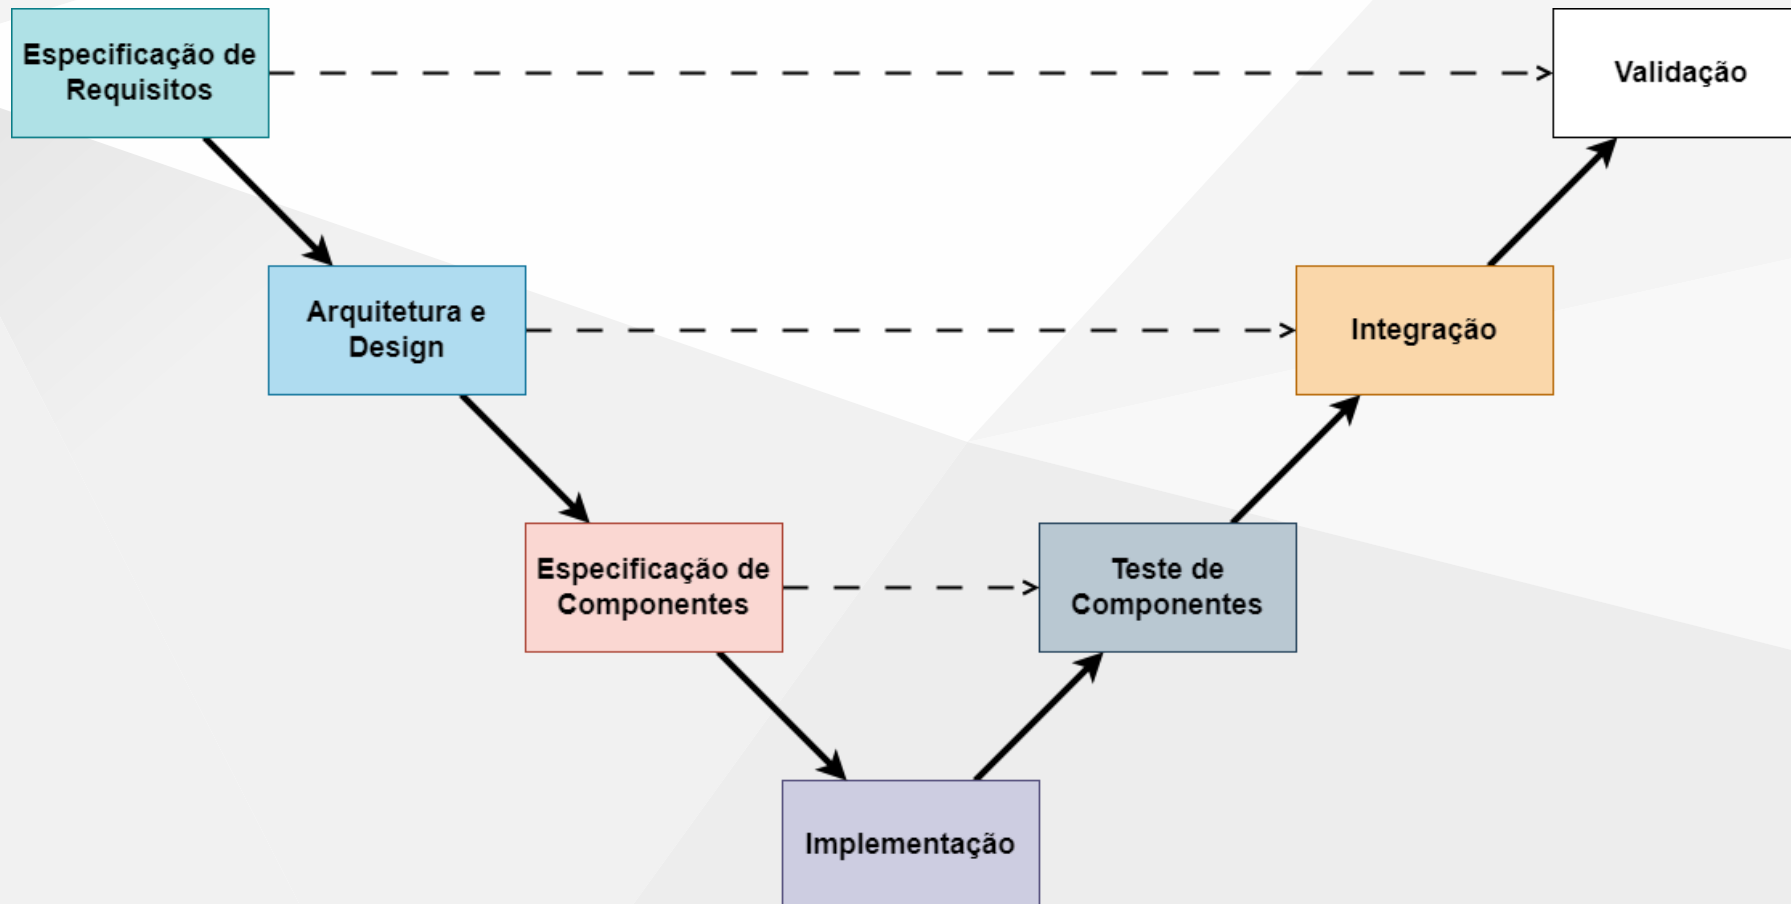 Especificação de
Requisitos
Validação
Arquitetura e
Design
Integração
Especificação de
Componentes
Teste de
Componentes
Implementação